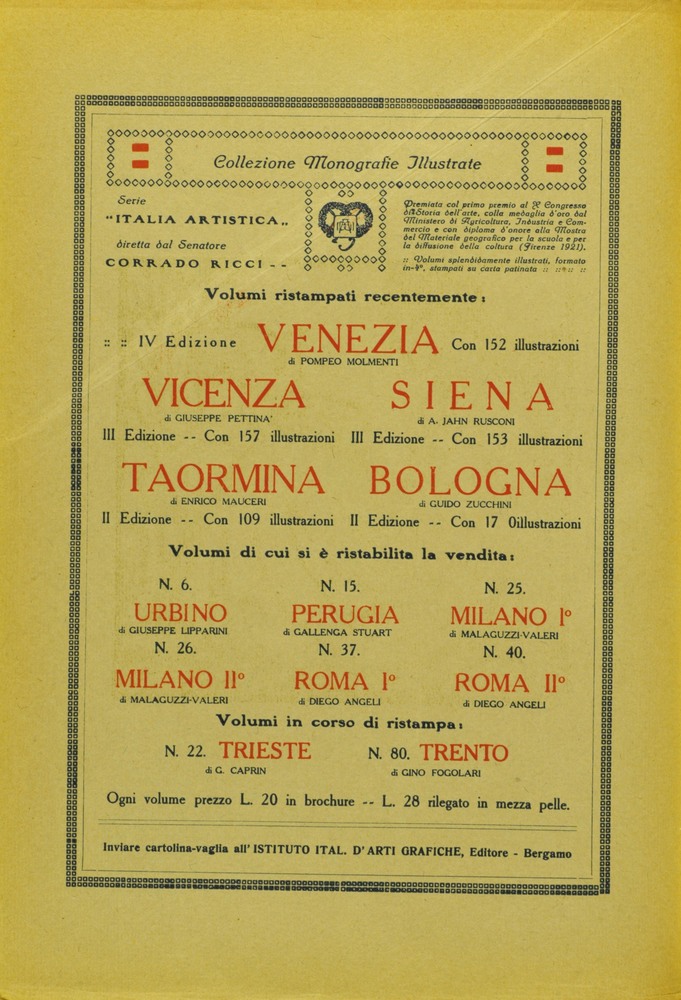 Collezione Monografie Illustrate
Serie
"ITALIA ARTISTICA„
diretta dal Senatore
CORRADO RICCI - -
Premiata col primo premio al X Congresso
di Storia dell'arte, colla medaglia d'oro dal
Ministero di Agricoltura, Industria e Com-
mercio e con diploma d'onore alla Mostra
del Materiale geografico per la scuola e per
la diffusione della coltura (Firenze 1921).
:: Volumi splendidamente illustrati, formato
in-4º, stampati su carta patinata :: :: ::
Volumi ristampati recentemente:
:: :: IV Edizione VENEZIA Con 152 illustrazioni
di POMPEO MOLMENTI
VICENZA SIENA
di GIUSEPPE PETTINA' di A. JAHN RUSCONI
III Edizione -- Con 157 illustrazioni III Edizione -- Con 153 illustrazioni
TAORMINA BOLOGNA
di ENRICO MAUCERI di GUIDO ZUCCHINI
II Edizione -- Con 109 illustrazioni II Edizione -- Con 17 0illustrazioni
Volumi di cui si è ristabilita la vendita:
N. 6. N. 15. N. 25.
URBINO PERUGIA MILANO Iº
di GIUSEPPE LIPPARINI di GALLENGA STUART di MALAGUZZI-VALERI
N. 26. N. 37. N. 40.
MILANO IIº ROMA Iº ROMA IIº
di MALAGUZZI-VALERI di DIEGO ANGELI di DIEGO ANGELI
Volumi in corso di ristampa:
N. 22. TRIESTE N. 80. TRENTO
di G. CAPRIN di GINO FOGOLARI
Ogni volume prezzo L. 20 in brochure -- L. 28 rilegato in mezza pelle.
Inviare cartolina-vaglia all' ISTITUTO ITAL. D'ARTI GRAFICHE, Editore - Bergamo